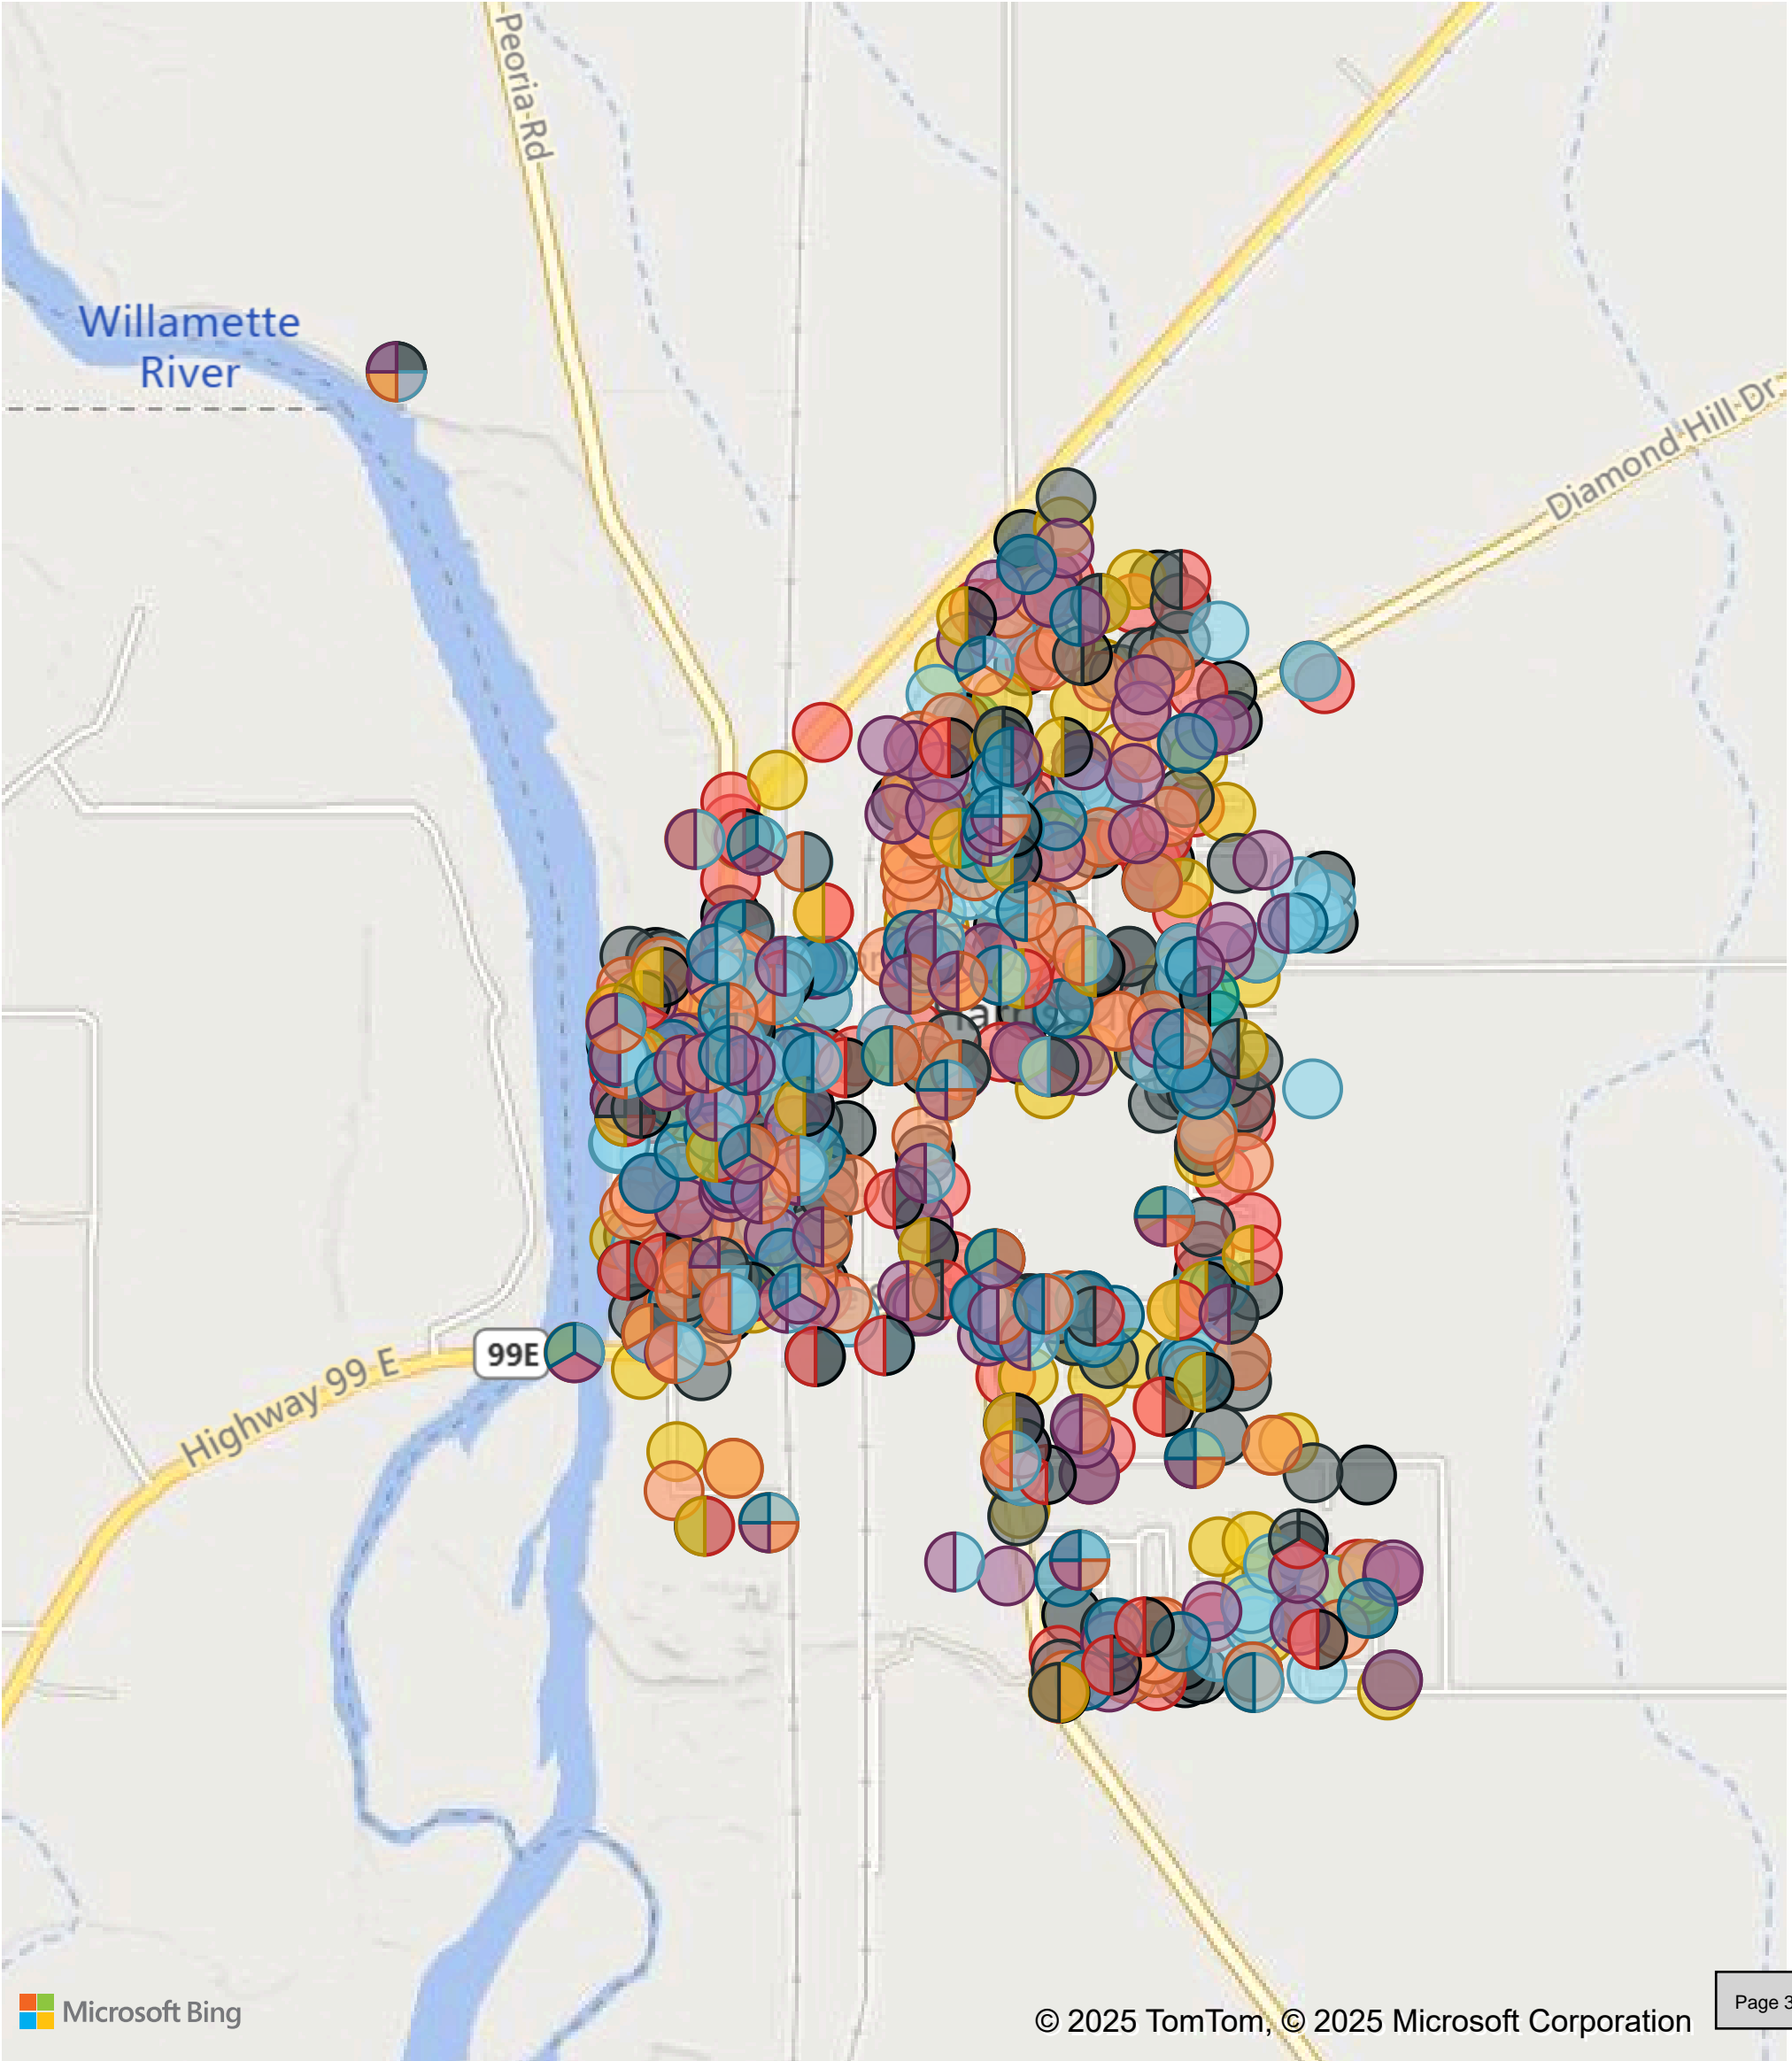 Peoria Rd
Willamette
River
Diamond Hill Dr
99E
Highway 99 E
Microsoft Bing
© 2025 TomTom, © 2025 Microsoft Corporation
Page 3